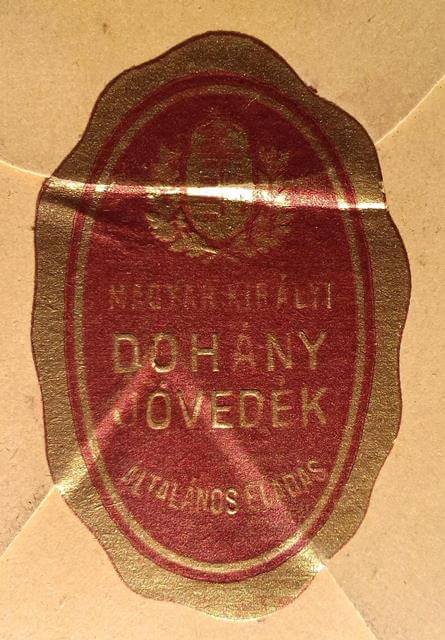 MAGYAR KIRÁLYI
DOHÁNY
JÖVEDÉK
ÁLTALÁNOS ELADÁS